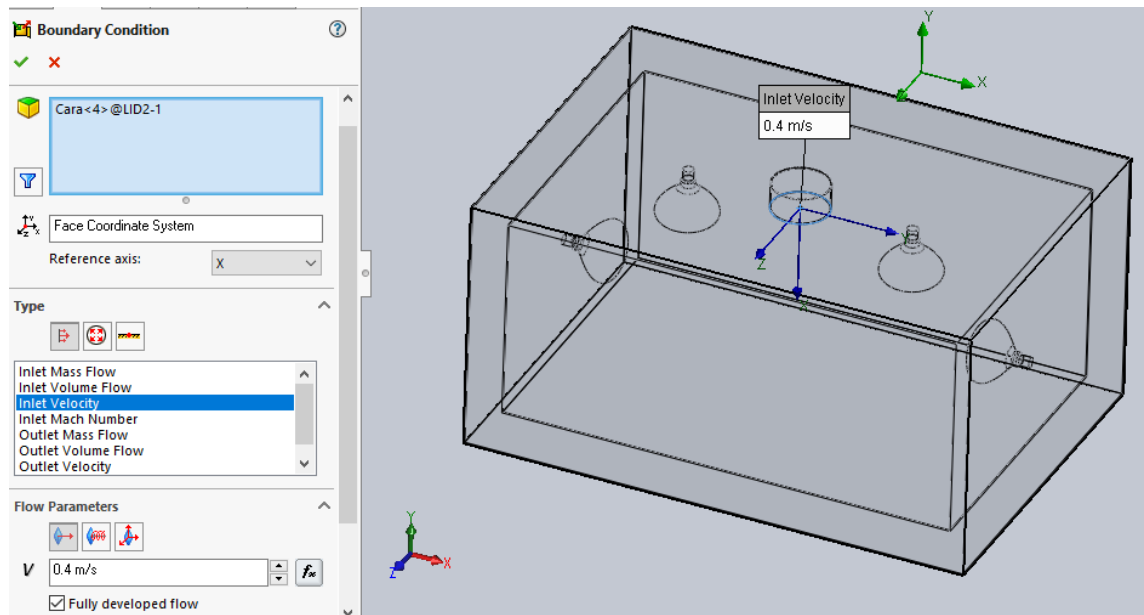 Boundary Condition
Cara<4>@LID2-1
Face Coordinate System
Reference axis:
X
Type
Inlet Mass Flow
Inlet Volume Flow
Inlet Velocity
Inlet Mach Number
Outlet Mass Flow
Outlet Volume Flow
Outlet Velocity
Flow Parameters
V
0.4 m/s
fx
Fully developed flow
Inlet Velocity
0.4 m/s
Y
X
Z
Y
X
Z